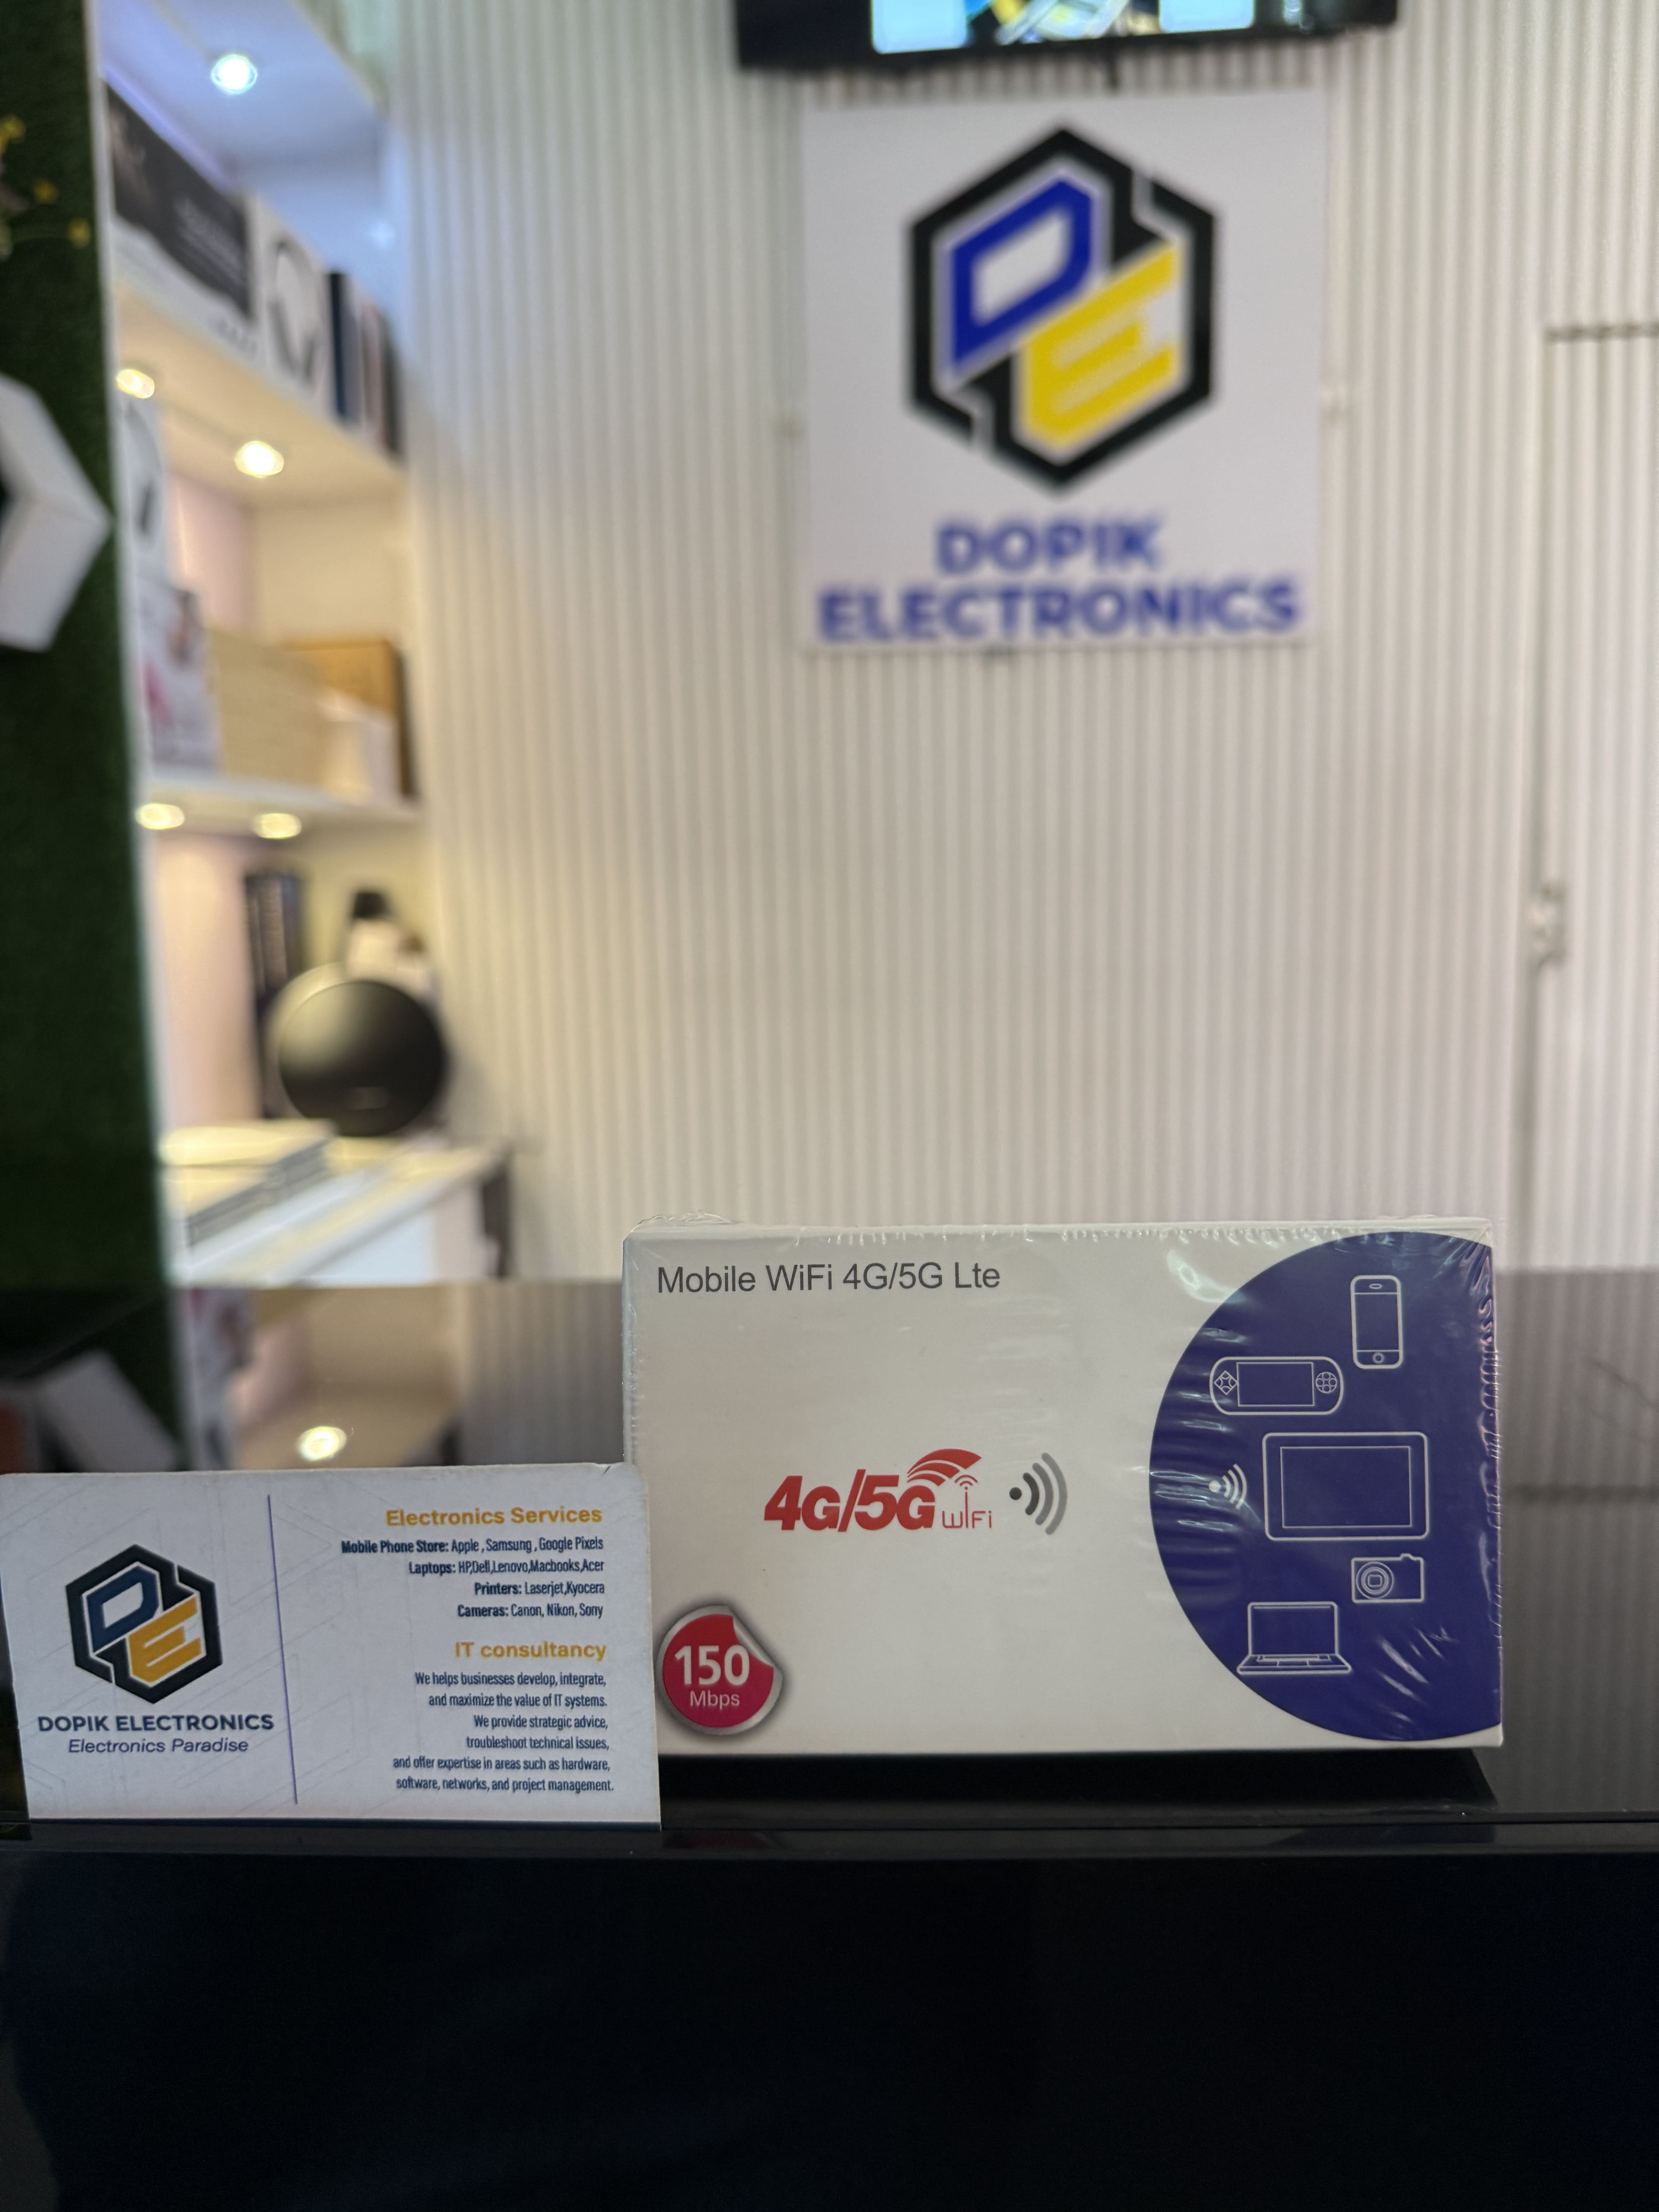 DOPIK
ELECTRONICS
Mobile WiFi 4G/5G Lte
4G/5G WiFi
150
Mbps
DE
DOPIK ELECTRONICS
Electronics Paradise
Electronics Services
Mobile Phone Store: Apple , Samsung , Google Pixels
Laptops: HP,Dell,Lenovo,Macbooks,Acer
Printers: Laserjet,Kyocera
Cameras: Canon, Nikon, Sony
IT consultancy
We helps businesses develop, integrate,
and maximize the value of IT systems.
We provide strategic advice,
troubleshoot technical issues,
and offer expertise in areas such as hardware,
software, networks, and project management.